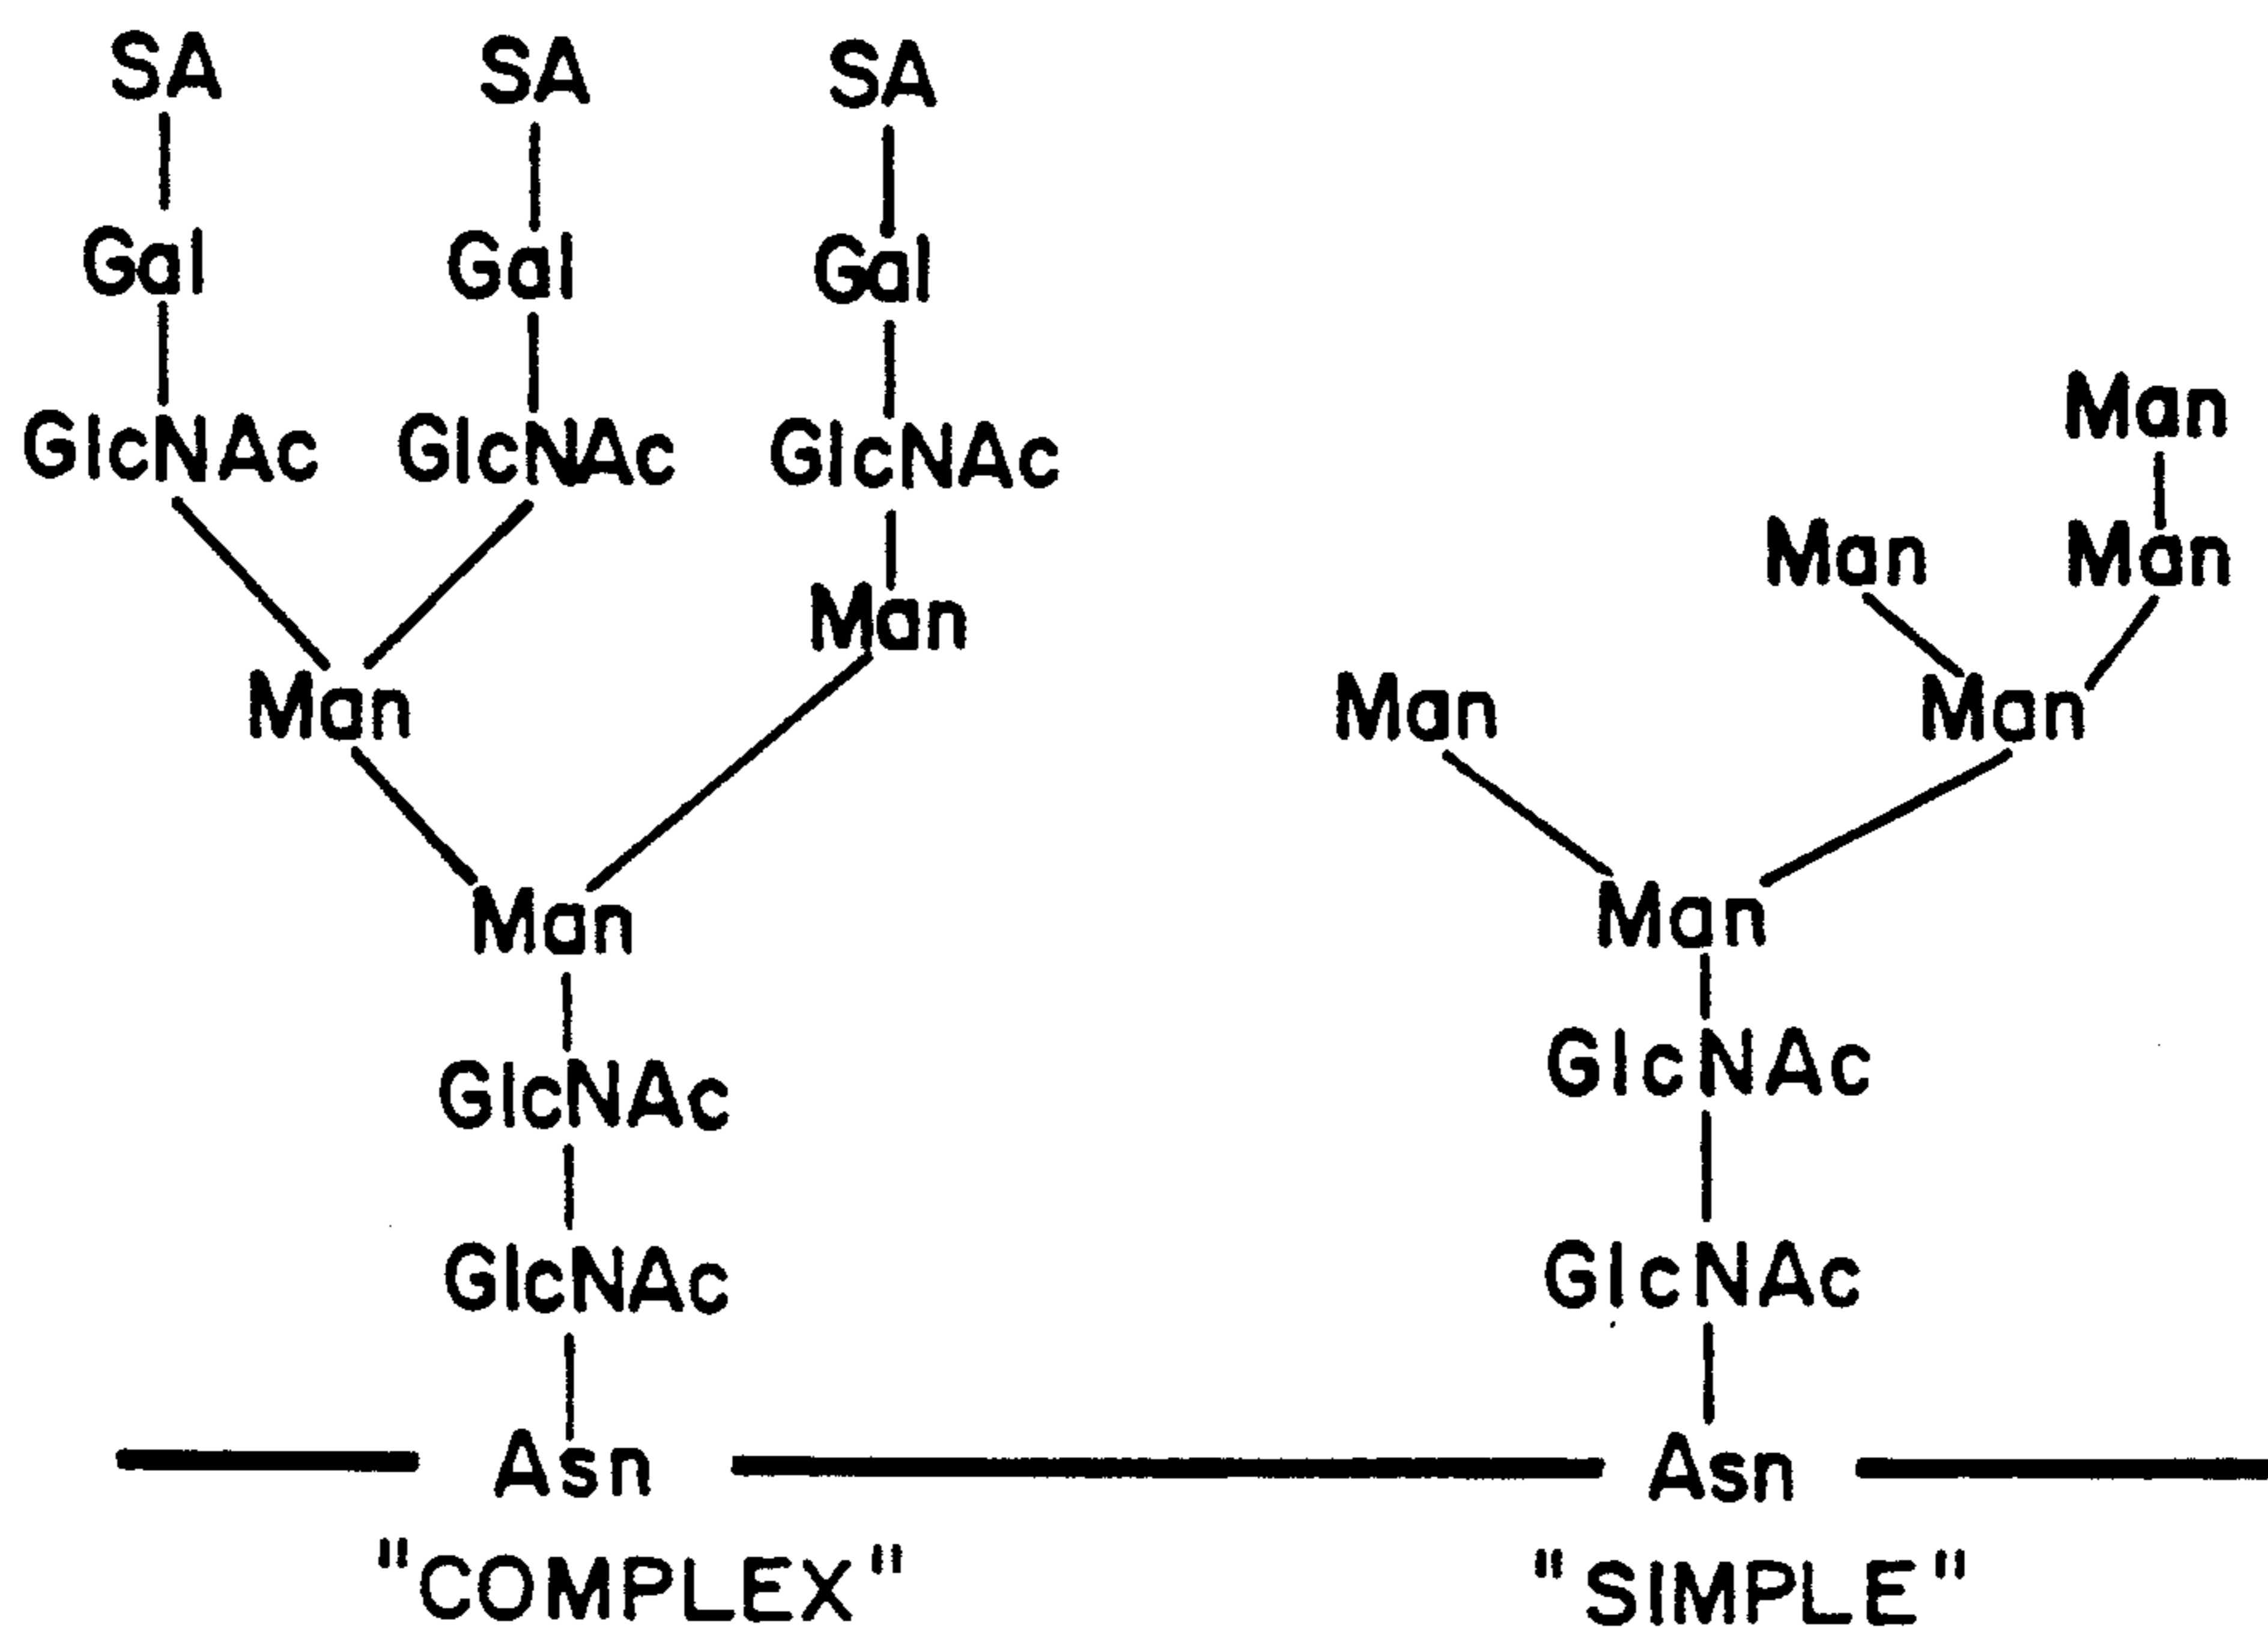 SA SA SA
Gal Gal Gal
Man
GlcNAc GlcNAc GlcNAc
Man Man
Man
Man Man Man
Man Man
GlcNAc GlcNAc
GlcNAc GlcNAc
Asn Asn
"COMPLEX" "SIMPLE"